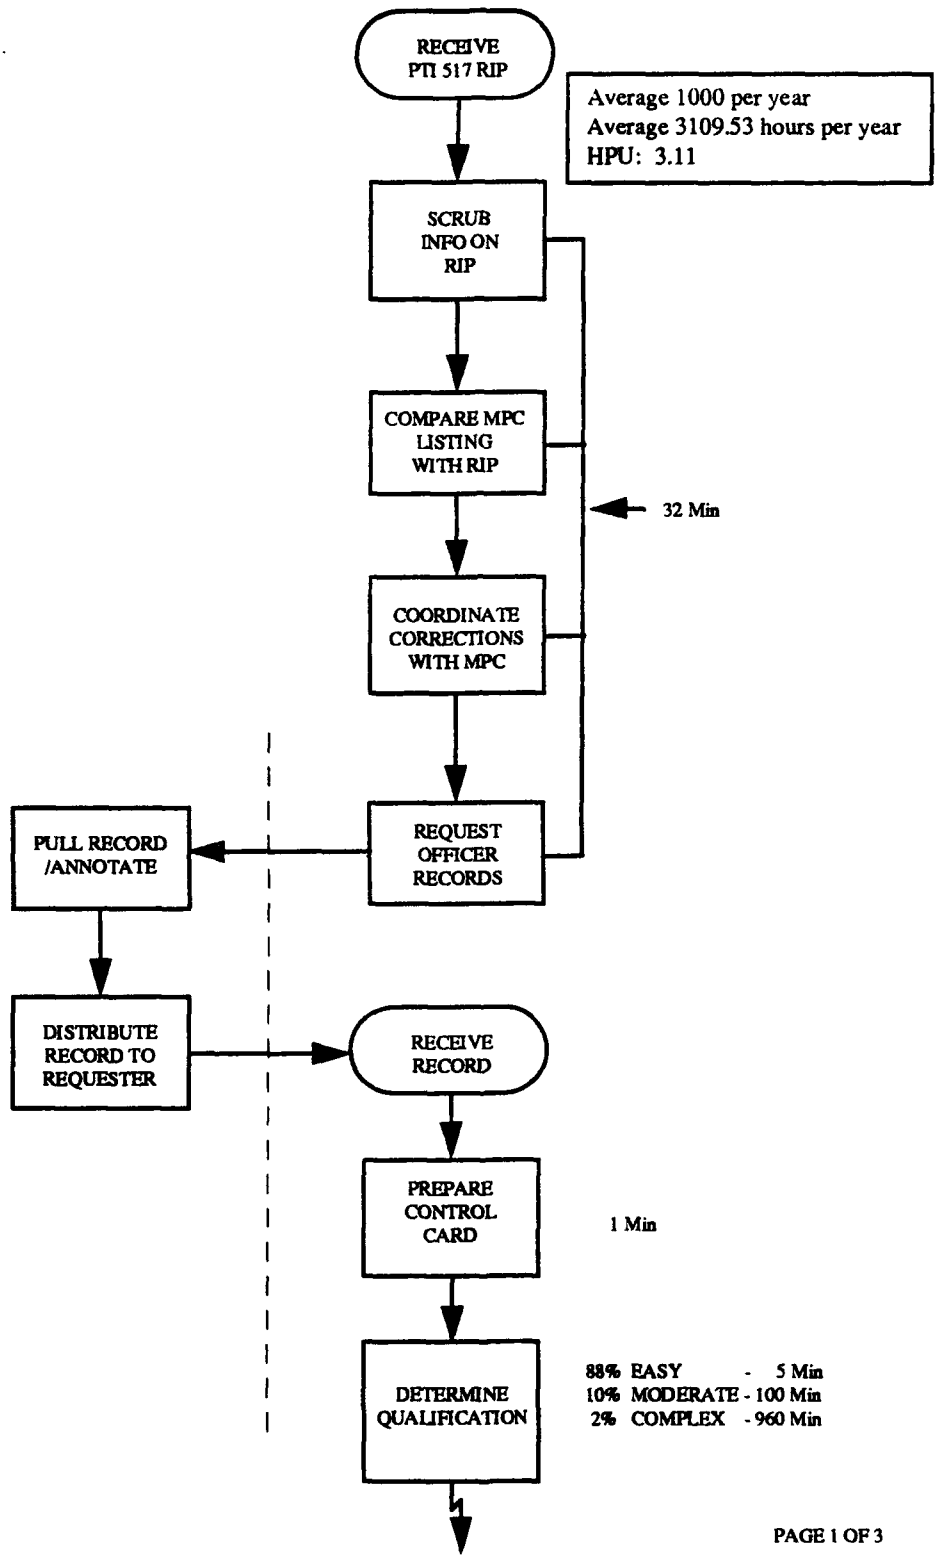 RECEIVE
PTI 517 RIP
Average 1000 per year
Average 3109.53 hours per year
HPU: 3.11
SCRUB
INFO ON
RIP
COMPARE MPC
LISTING
WITH RIP
32 Min
COORDINATE
CORRECTIONS
WITH MPC
REQUEST
OFFICER
RECORDS
PULL RECORD
/ANNOTATE
DISTRIBUTE
RECORD TO
REQUESTER
RECEIVE
RECORD
PREPARE
CONTROL
CARD
1 Min
DETERMINE
QUALIFICATION
88% EASY - 5 Min
10% MODERATE - 100 Min
2% COMPLEX - 960 Min
PAGE 1 OF 3